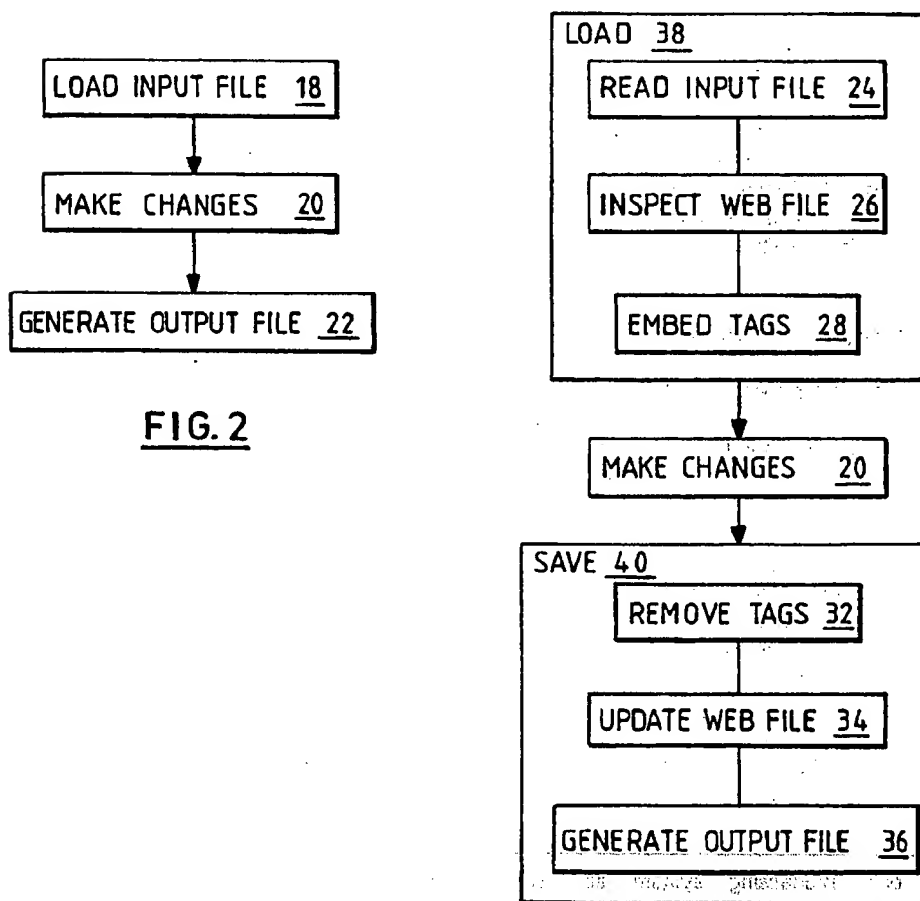 LOAD INPUT FILE 18
MAKE CHANGES 20
GENERATE OUTPUT FILE 22
FIG. 2
LOAD 38
READ INPUT FILE 24
INSPECT WEB FILE 26
EMBED TAGS 28
MAKE CHANGES 20
SAVE 40
REMOVE TAGS 32
UPDATE WEB FILE 34
GENERATE OUTPUT FILE 36